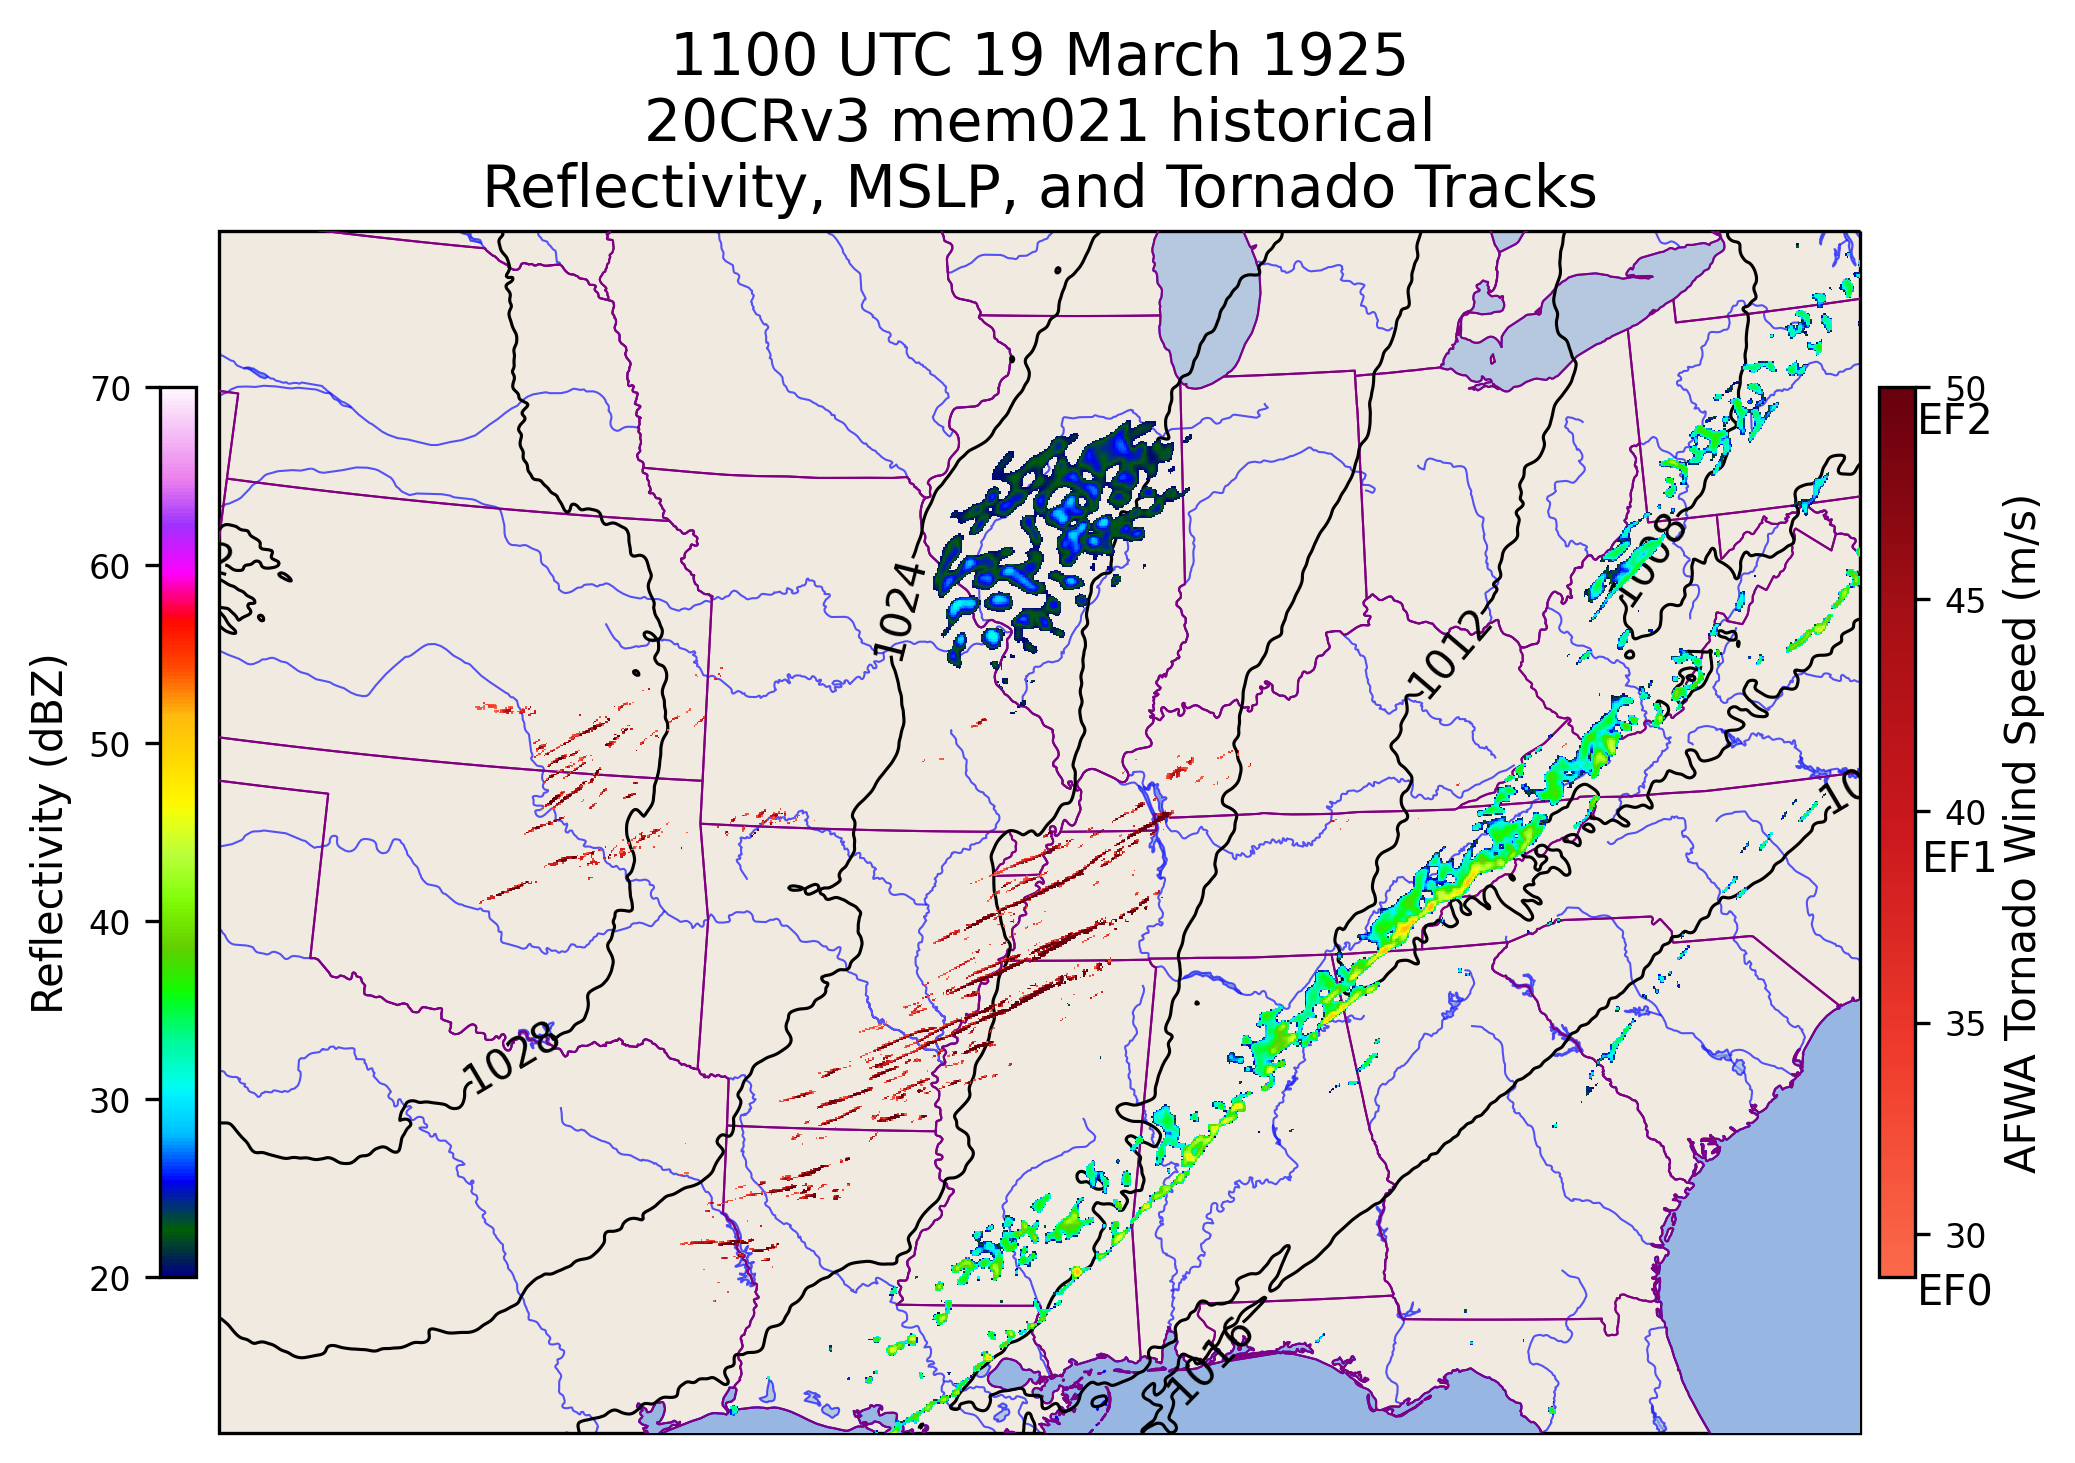 1100 UTC 19 March 1925
20CRv3 mem021 historical
Reflectivity, MSLP, and Tornado Tracks
70
60
50
40
30
20
Reflectivity (dBZ)
1024
1012
1008
1028
1016
10
50
EF2
45
40
EF1
35
30
EF0
AFWA Tornado Wind Speed (m/s)